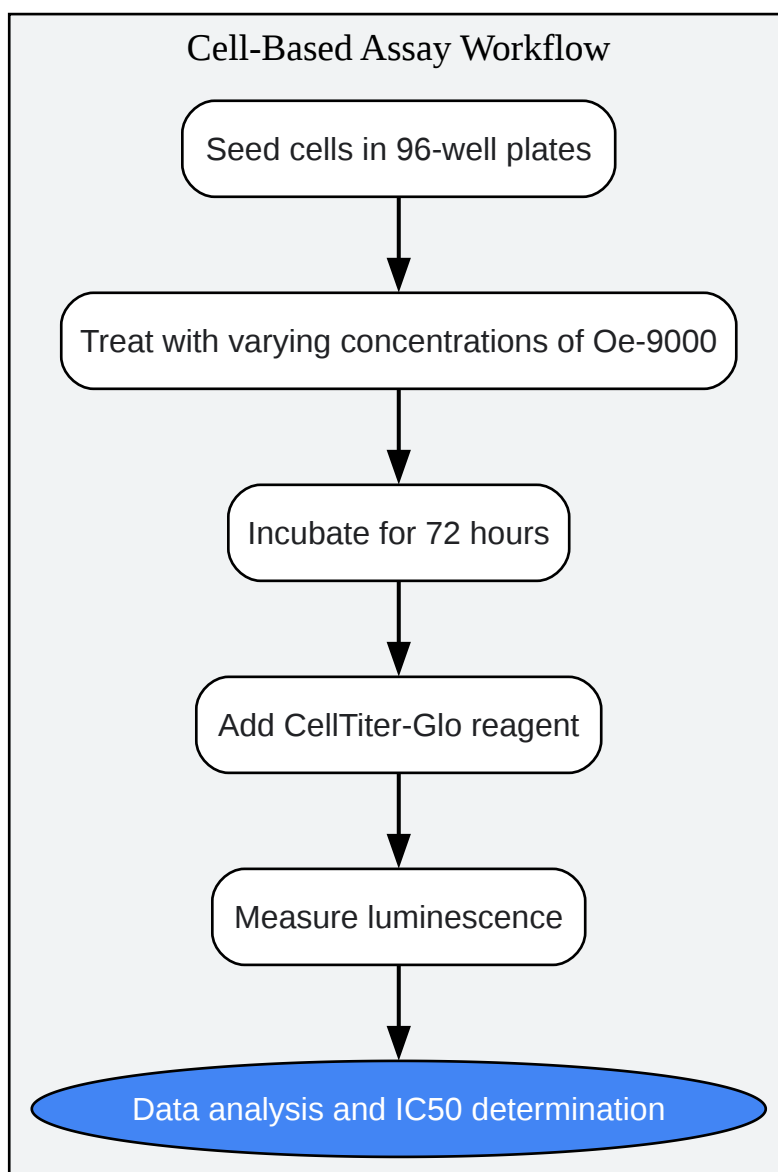 Cell-Based Assay Workflow
Seed cells in 96-well plates
Treat with varying concentrations of Oe-9000
Incubate for 72 hours
Add CellTiter-Glo reagent
Measure luminescence
Data analysis and IC50 determination